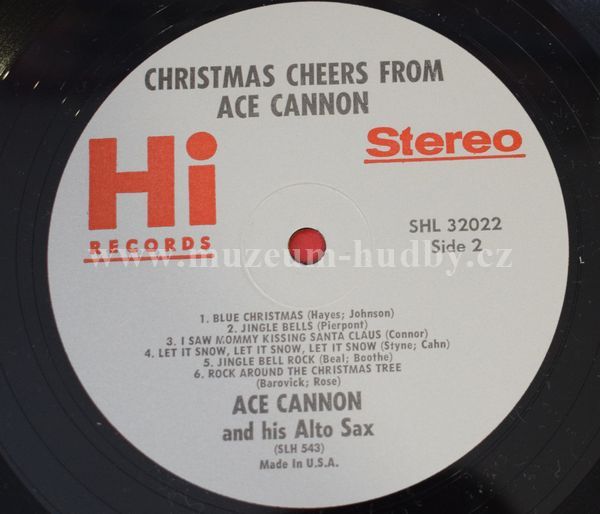 CHRISTMAS CHEERS FROM
ACE CANNON
Hi
RECORDS
Stereo
SHL 32022
Side 2
www.muzeum-hudby.cz
1. BLUE CHRISTMAS (Hayes; Johnson)
2. JINGLE BELLS (Pierpont)
3. I SAW MOMMY KISSING SANTA CLAUS (Connor)
4. LET IT SNOW, LET IT SNOW, LET IT SNOW (Styne; Cahn)
5. JINGLE BELL ROCK (Beal; Boothe)
6. ROCK AROUND THE CHRISTMAS TREE
(Barovick; Rose)
ACE CANNON
and his Alto Sax
(SLH 543)
Made In U.S.A.